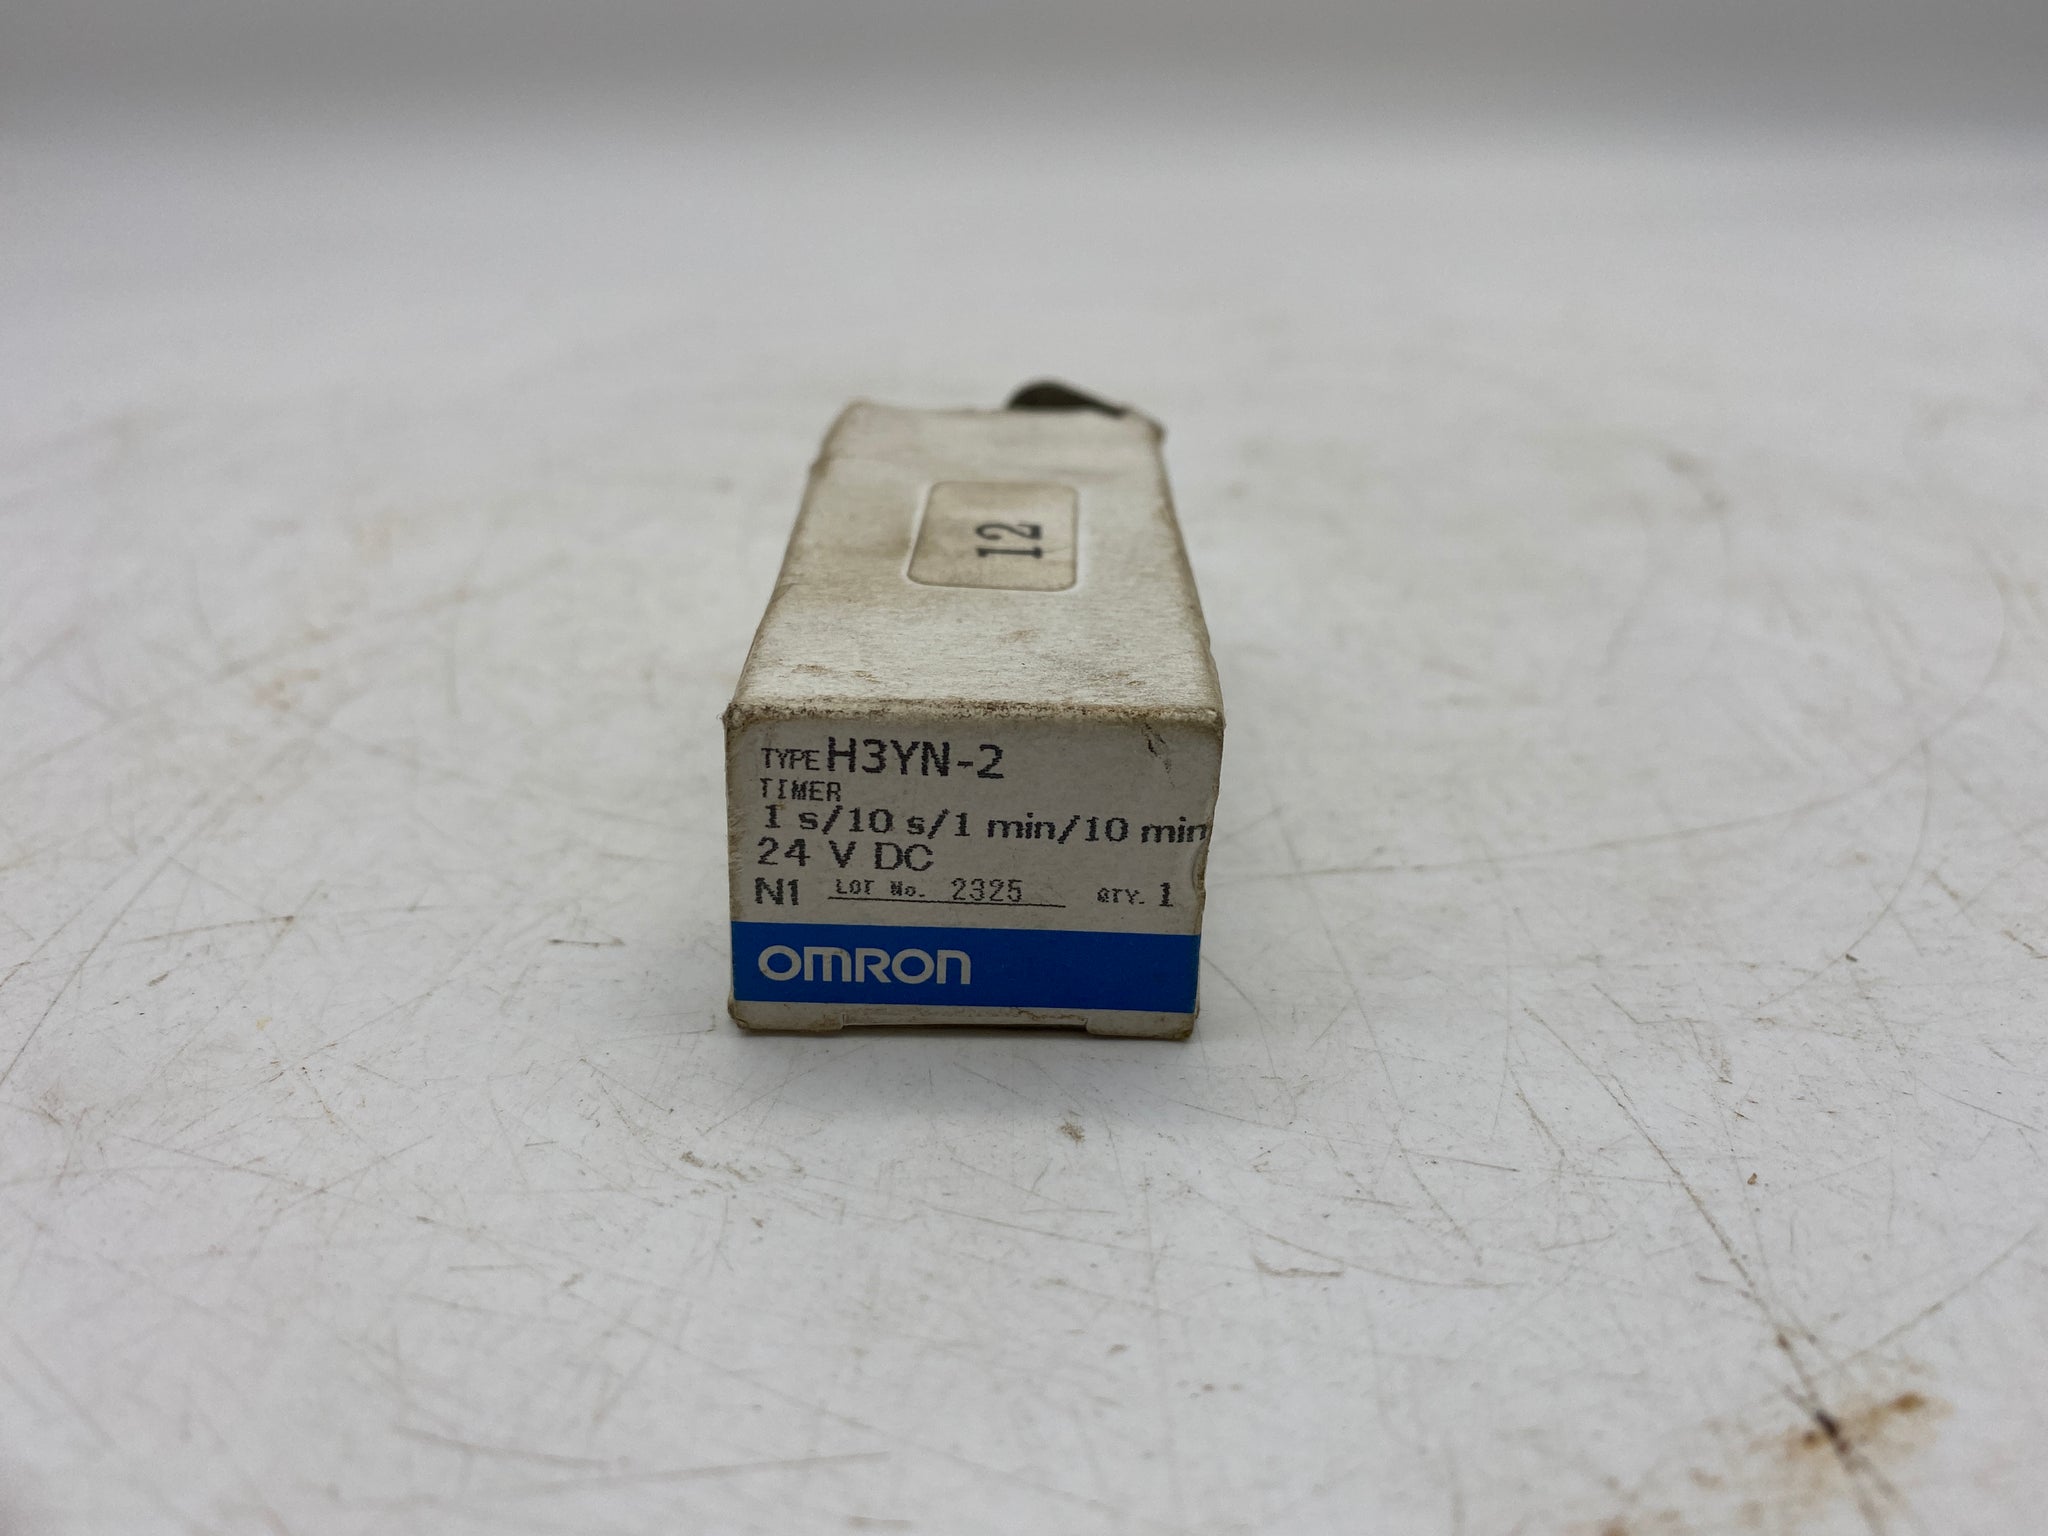 12
TYPE H3YN-2
TIMER
1 s/10 s/1 min/10 min
24 V DC
N1 LOT No. 2325 QTY. 1
OMRON